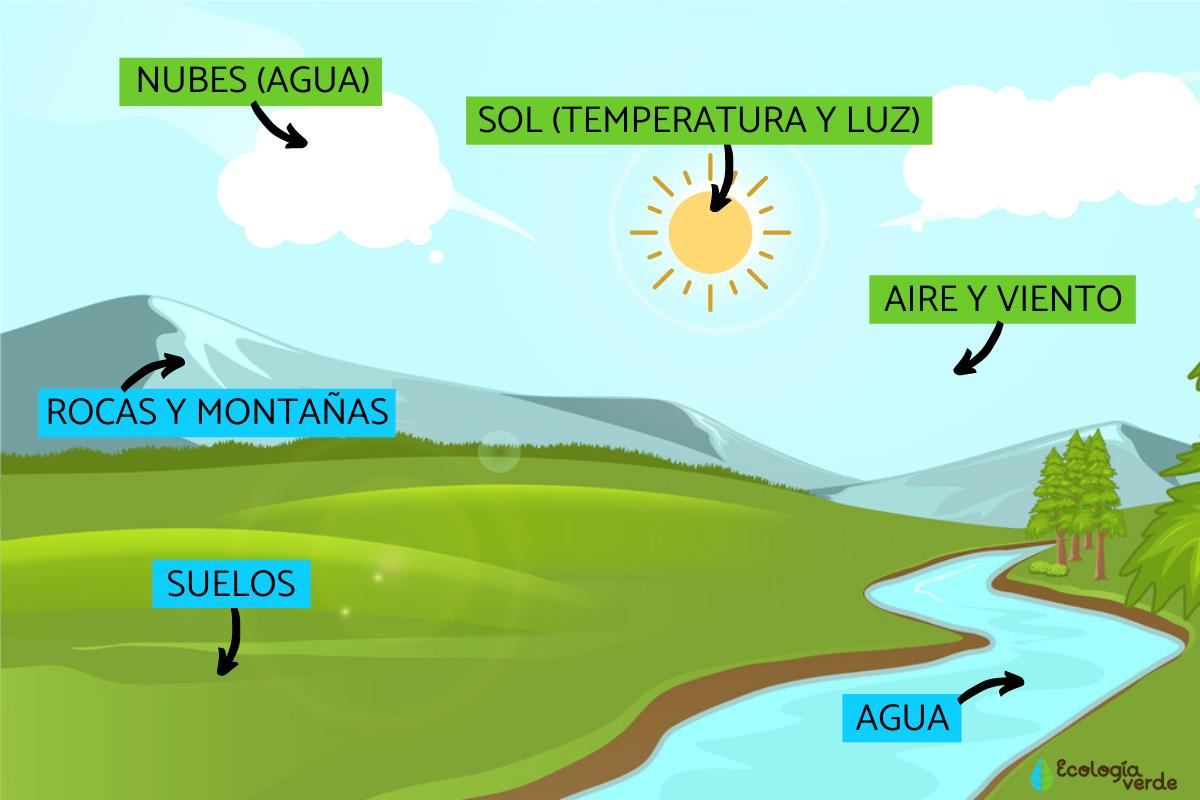 NUBES (AGUA)
SOL (TEMPERATURA Y LUZ)
AIRE Y VIENTO
ROCAS Y MONTAÑAS
SUELOS
AGUA
Ecología
verde